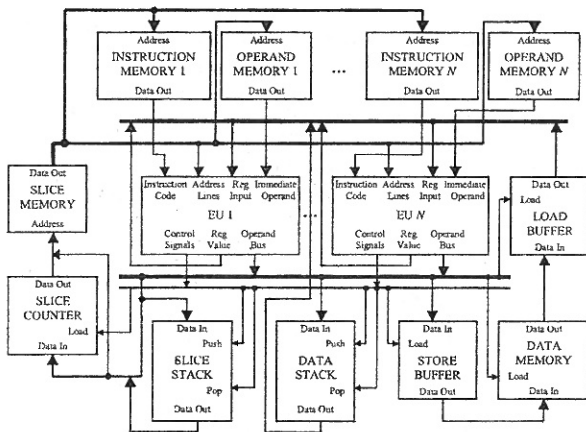 Address
Address
Address
Address
INSTRUCTION
MEMORY 1
OPERAND
MEMORY 1
...
INSTRUCTION
MEMORY N
OPERAND
MEMORY N
Data Out
Data Out
Data Out
Data Out
Data Out
SLICE
MEMORY
Address
Instruction
Code
Address
Lines
Reg
Input
Immediate
Operand
EU 1
Control
Signals
Reg
Value
Operand
Bus
...
Instruction
Code
Address
Lines
Reg
Input
Immediate
Operand
EU N
Control
Signals
Reg
Value
Operand
Bus
Data Out
Load
LOAD
BUFFER
Data In
Data Out
SLICE
COUNTER
Load
Data In
Data In
Push
SLICE
STACK
Pop
Data Out
Data In
Push
DATA
STACK
Pop
Data Out
Data In
Load
STORE
BUFFER
Data Out
Data Out
DATA
MEMORY
Load
Data In